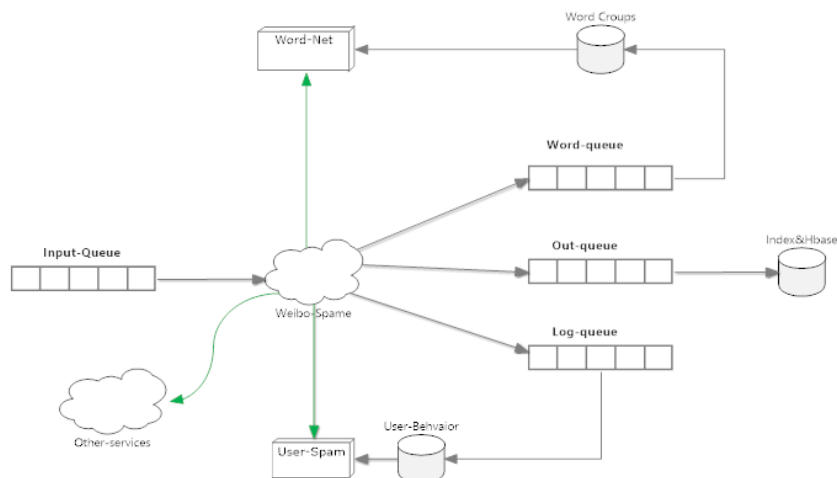 Word Croups
Word-Net
Word-queue
Input-Queue
Out-queue
Index&Hbase
Weibo-Spame
Log-queue
Other-services
User-Behvaior
User-Spam